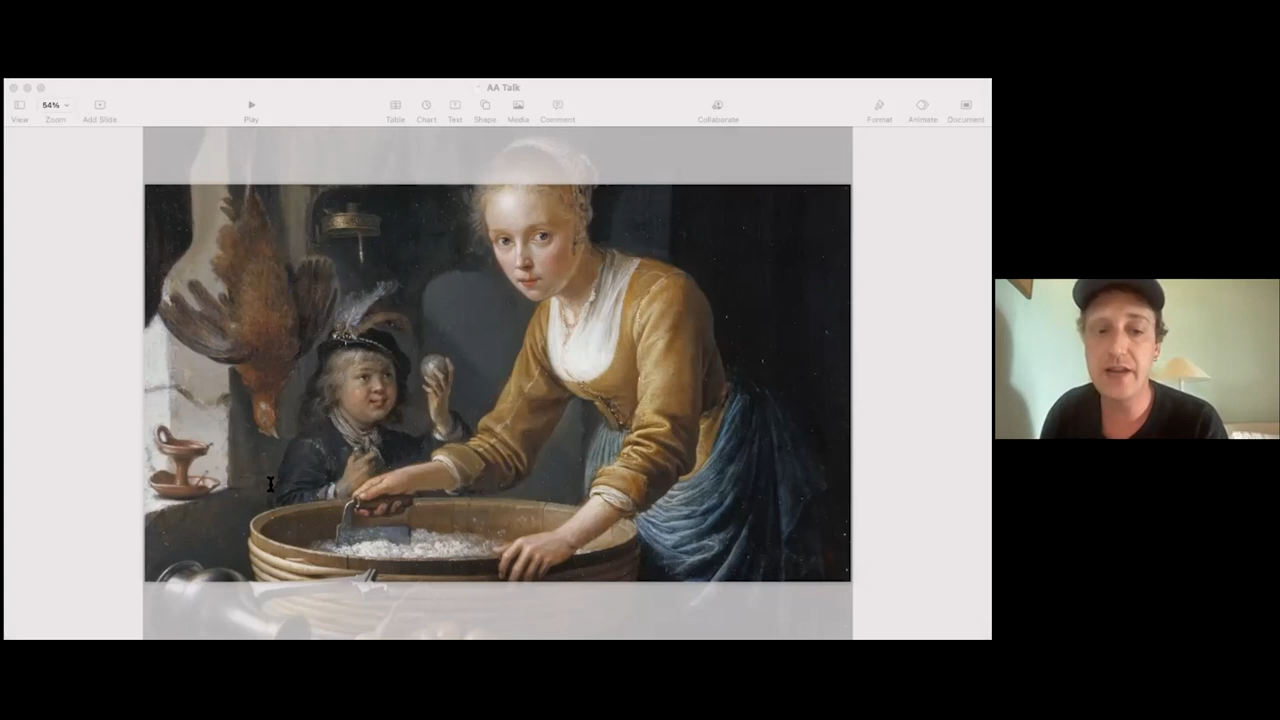 AA Talk
54%
View Zoom Add Slide Play Table Chart Text Shape Media Comment Collaborate Format Animate Document